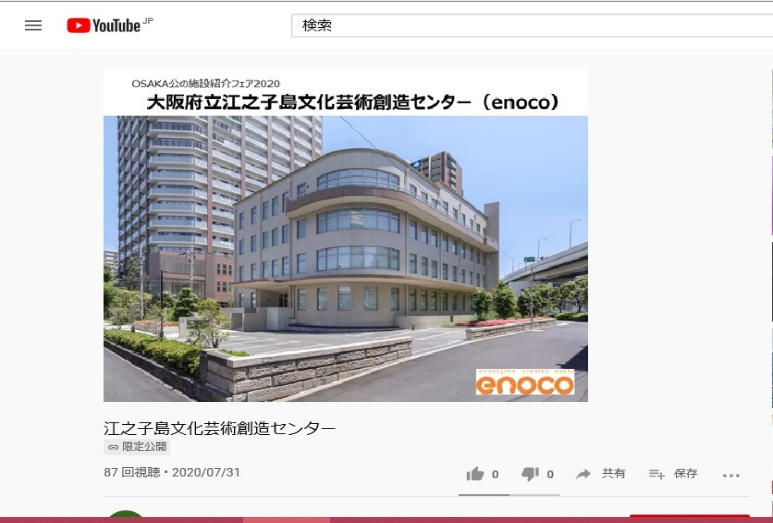 YouTube JP
検索
OSAKA公の施設紹介フェア2020
大阪府立江之子島文化芸術創造センター（enoco）
enokojima creates osaka
enoco
江之子島文化芸術創造センター
限定公開
87 回視聴・2020/07/31
0 0 共有 保存